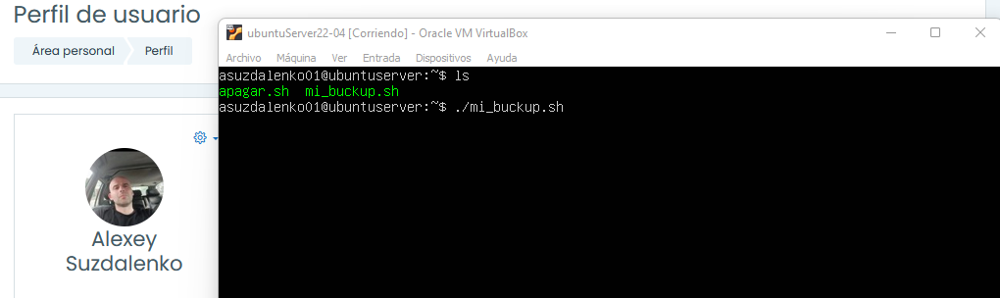 Perfil de usuario
Área personal
Perfil
ubuntuServer22-04 [Corriendo] - Oracle VM VirtualBox
Archivo Máquina Ver Entrada Dispositivos Ayuda
asuzdalenko01@ubuntuserver:~$ ls
apagar.sh mi_buckup.sh
asuzdalenko01@ubuntuserver:~$ ./mi_buckup.sh
Alexey
Suzdalenko